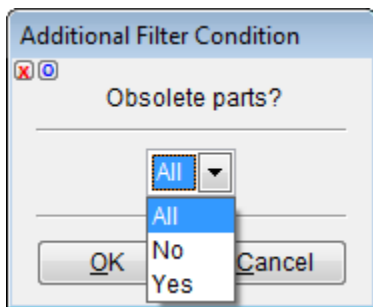 Additional Filter Condition
x o
Obsolete parts?
All
All
No
Yes
OK
Cancel